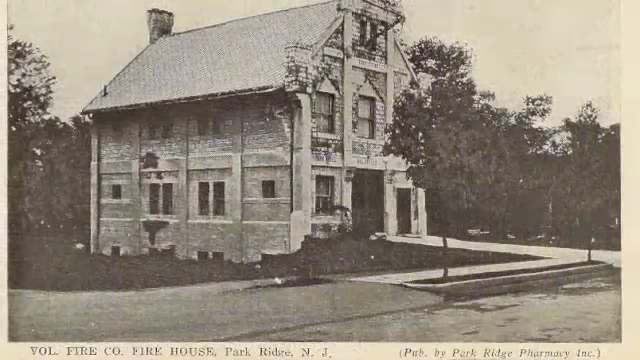 VOL. FIRE CO. FIRE HOUSE, Park Ridge, N. J.
(Pub. by Park Ridge Pharmacy Inc.)